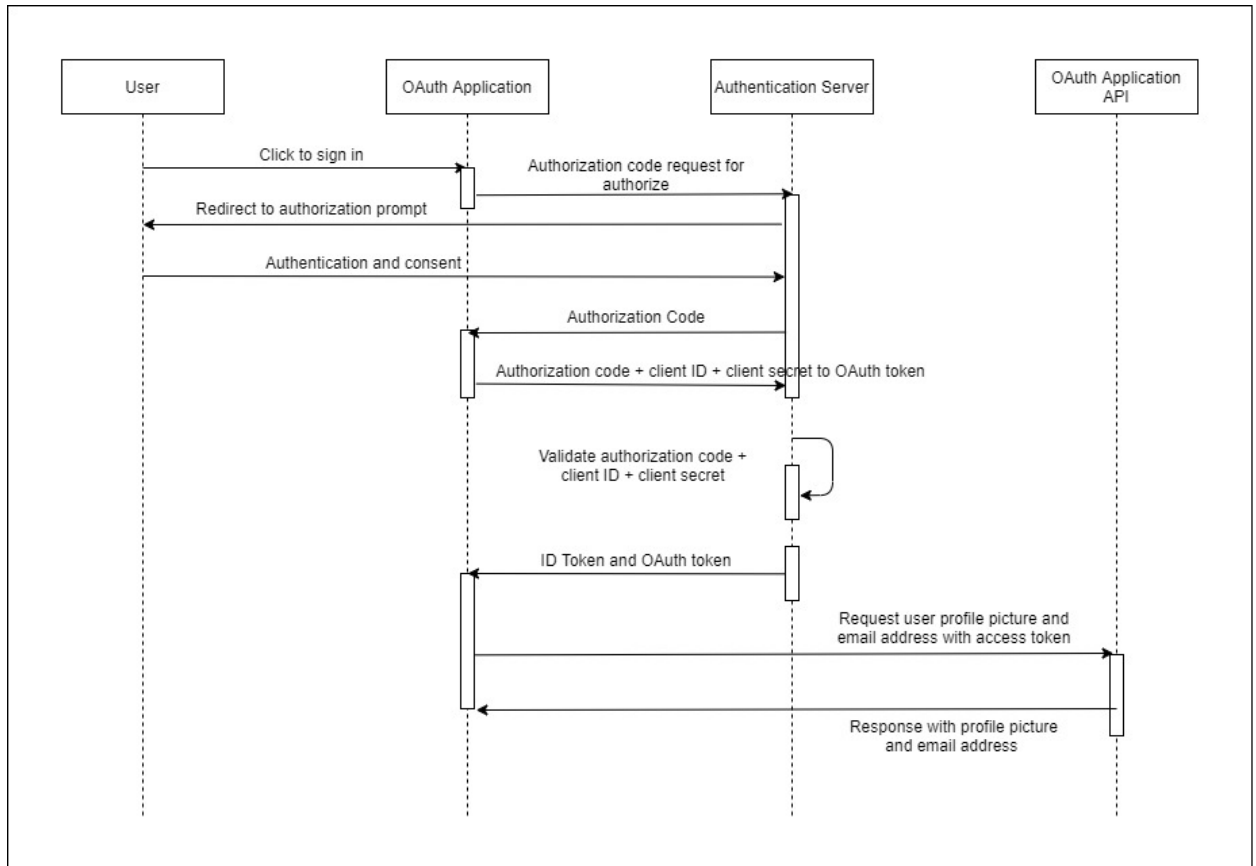 User
OAuth Application
Authentication Server
OAuth Application
API
Click to sign in
Authorization code request for
authorize
Redirect to authorization prompt
Authentication and consent
Authorization Code
Authorization code + client ID + client secret to OAuth token
Validate authorization code +
client ID + client secret
ID Token and OAuth token
Request user profile picture and
email address with access token
Response with profile picture
and email address